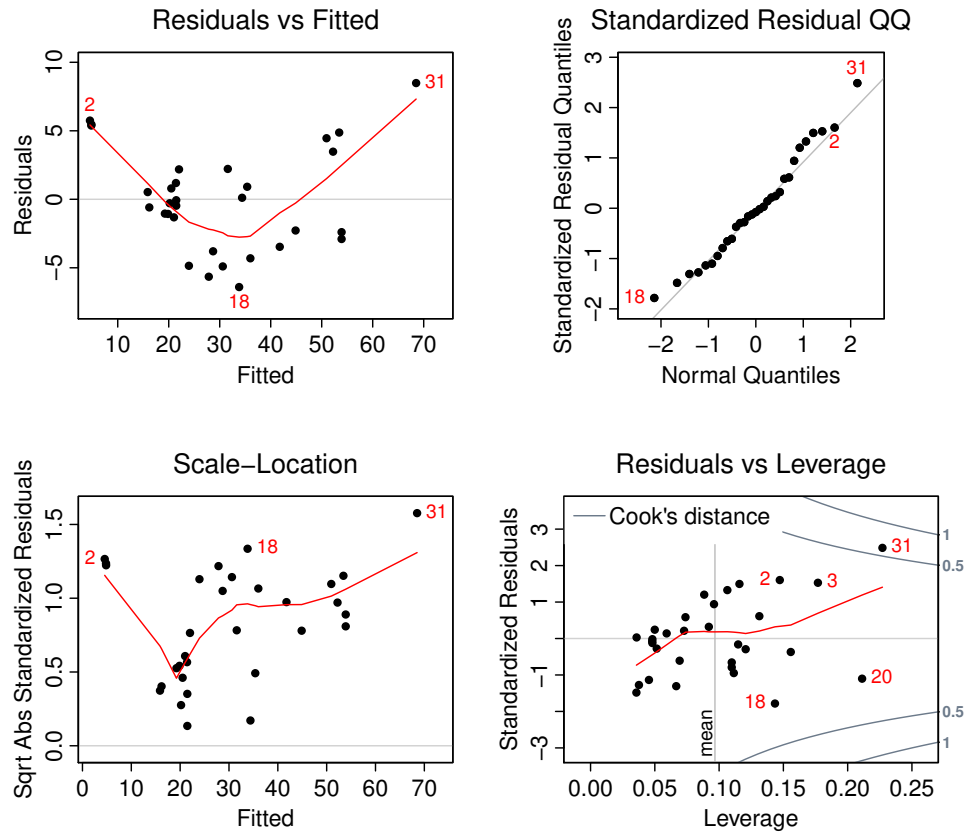 Residuals vs Fitted
Residuals
10
5
0
−5
2
31
18
10 20 30 40 50 60 70
Fitted
Standardized Residual QQ
Standardized Residual Quantiles
3
2
1
0
−1
−2
31
2
18
−2 −1 0 1 2
Normal Quantiles
Scale−Location
Sqrt Abs Standardized Residuals
1.5
1.0
0.5
0.0
31
18
2
0 10 20 30 40 50 60 70
Fitted
Residuals vs Leverage
Standardized Residuals
3
1
−1
−3
Cook's distance
31
2
3
20
18
mean
1
0.5
0.5
1
0.00 0.05 0.10 0.15 0.20 0.25
Leverage